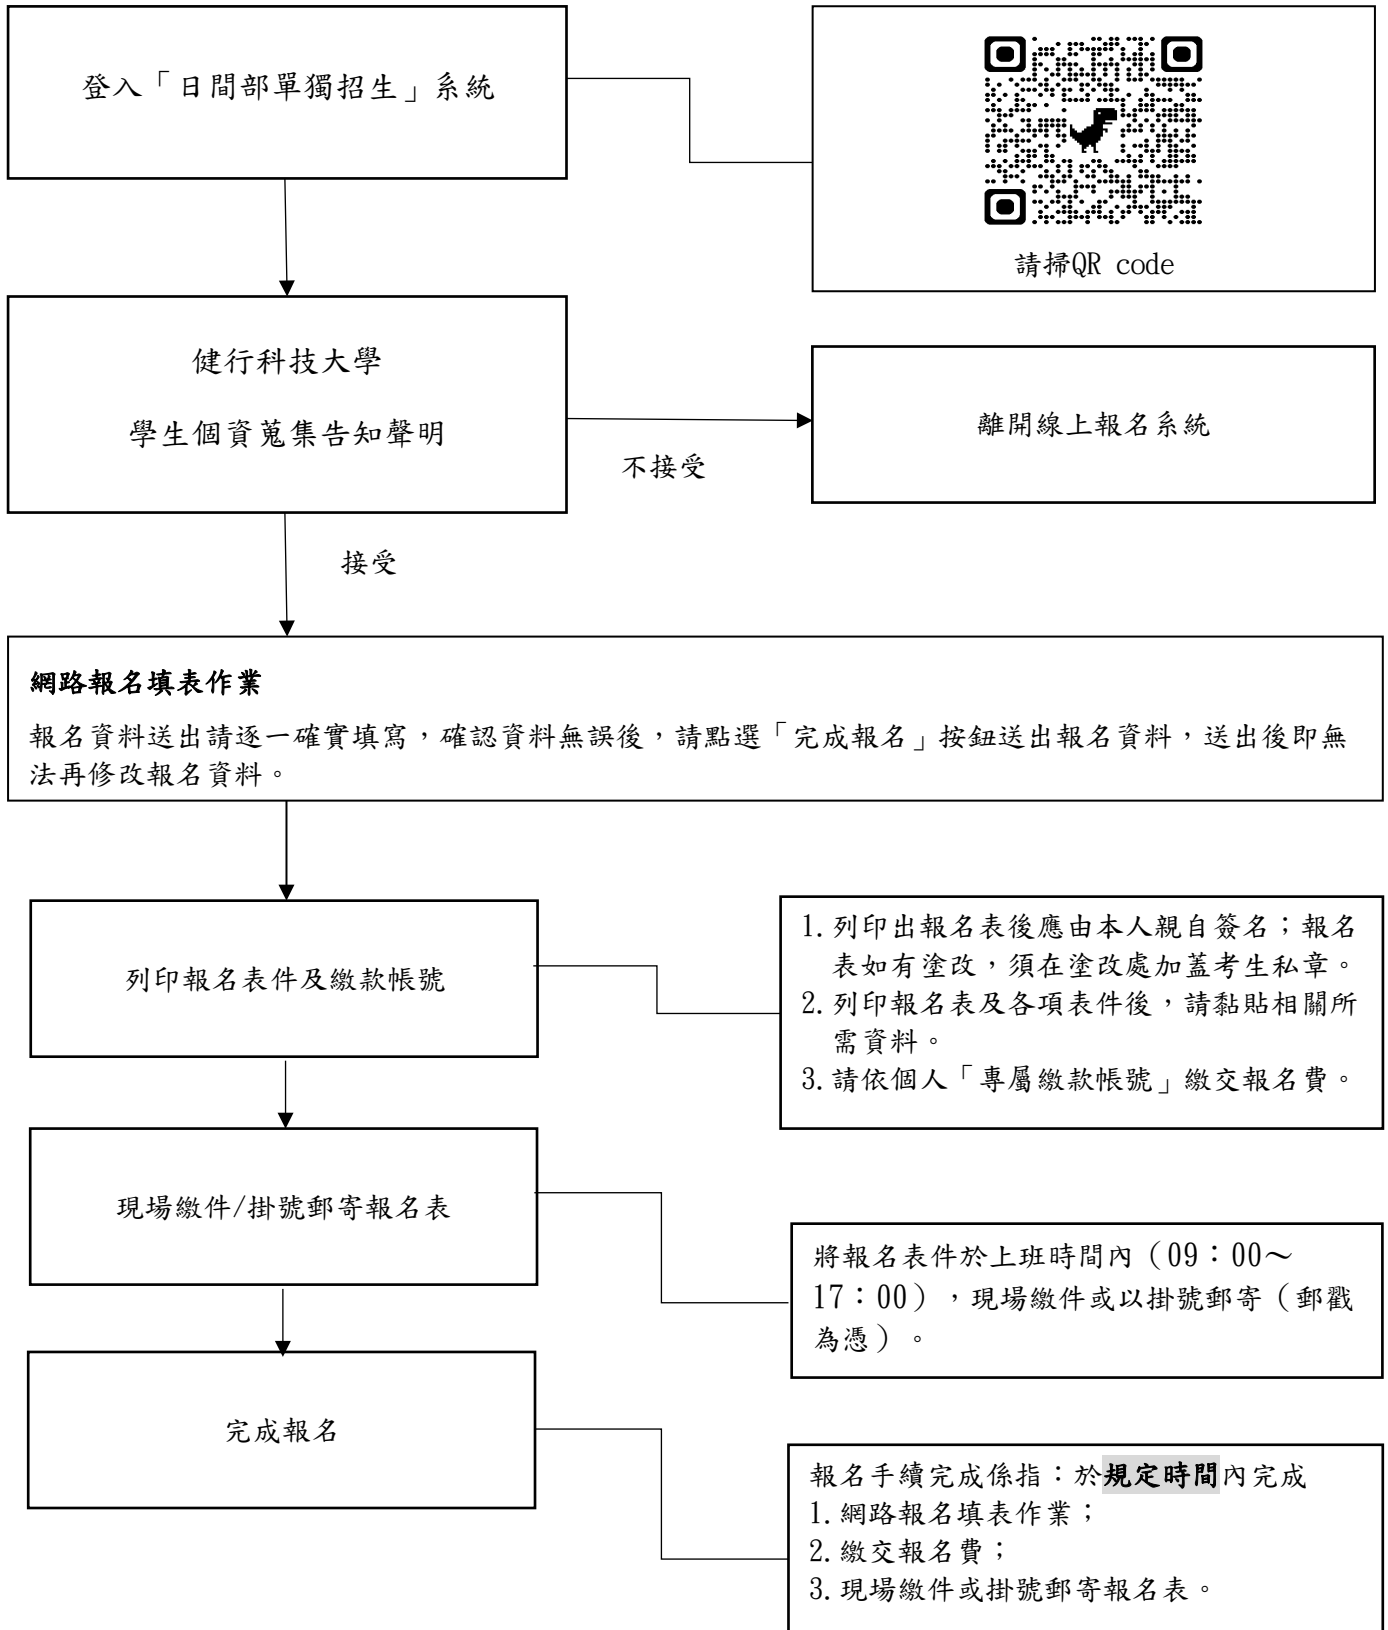 登入「日間部單獨招生」系統
請掃QR code
健行科技大學
學生個資蒐集告知聲明
不接受
離開線上報名系統
接受
網路報名填表作業
報名資料送出請逐一確實填寫，確認資料無誤後，請點選「完成報名」按鈕送出報名資料，送出後即無
法再修改報名資料。
列印報名表件及繳款帳號
1.列印出報名表後應由本人親自簽名；報名
表如有塗改，須在塗改處加蓋考生私章。
2.列印報名表及各項表件後，請黏貼相關所
需資料。
3.請依個人「專屬繳款帳號」繳交報名費。
現場繳件/掛號郵寄報名表
將報名表件於上班時間內（09：00～
17：00），現場繳件或以掛號郵寄（郵戳
為憑）。
完成報名
報名手續完成係指：於規定時間內完成
1.網路報名填表作業；
2.繳交報名費；
3.現場繳件或掛號郵寄報名表。